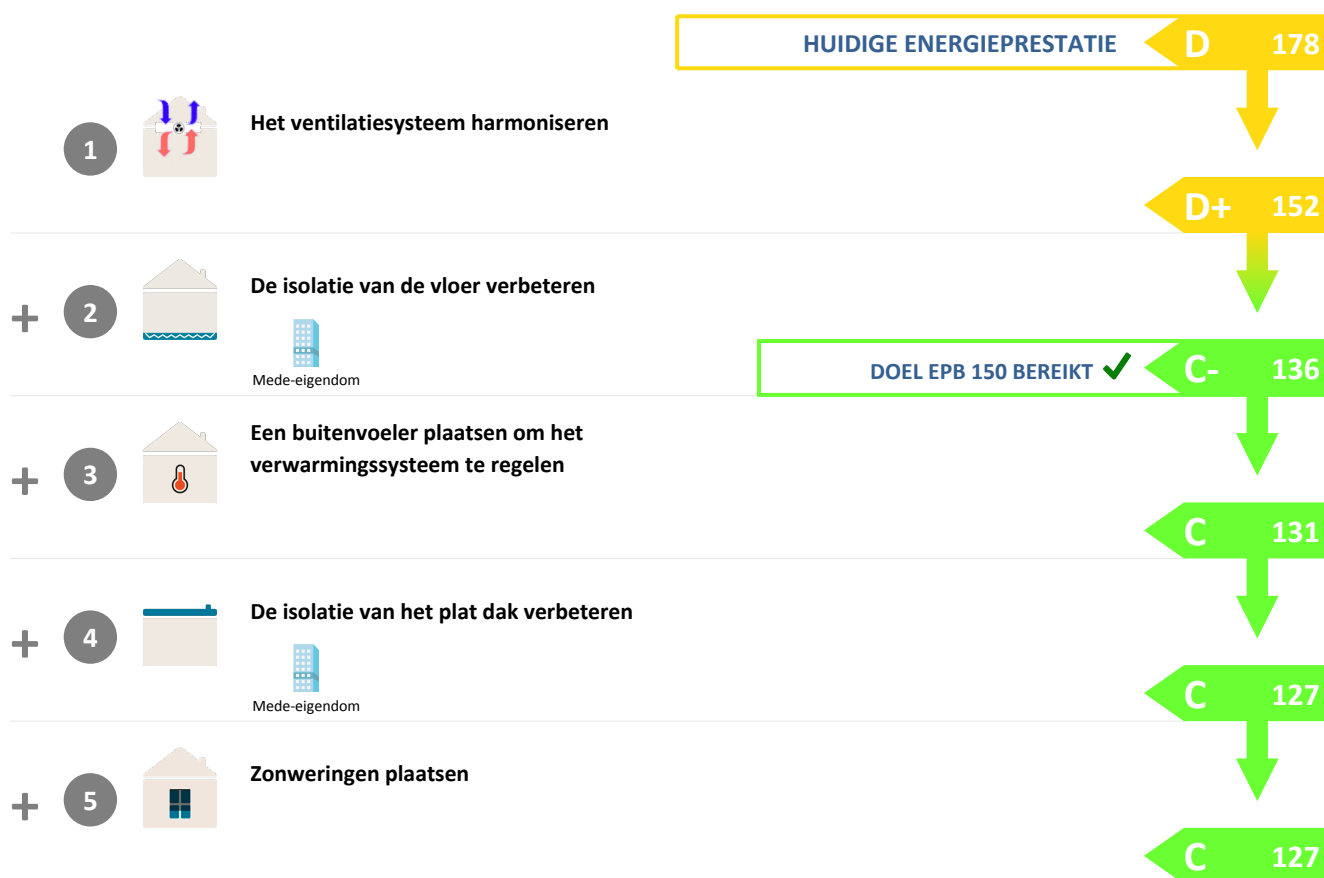 HUIDIGE ENERGIEPRESTATIE D 178
1 Het ventilatiesysteem harmoniseren
D+ 152
+ 2 De isolatie van de vloer verbeteren
Mede-eigendom
DOEL EPB 150 BEREIKT ✔ C- 136
+ 3 Een buitenvoeler plaatsen om het
verwarmingssysteem te regelen
C 131
+ 4 De isolatie van het plat dak verbeteren
Mede-eigendom
C 127
+ 5 Zonweringen plaatsen
C 127